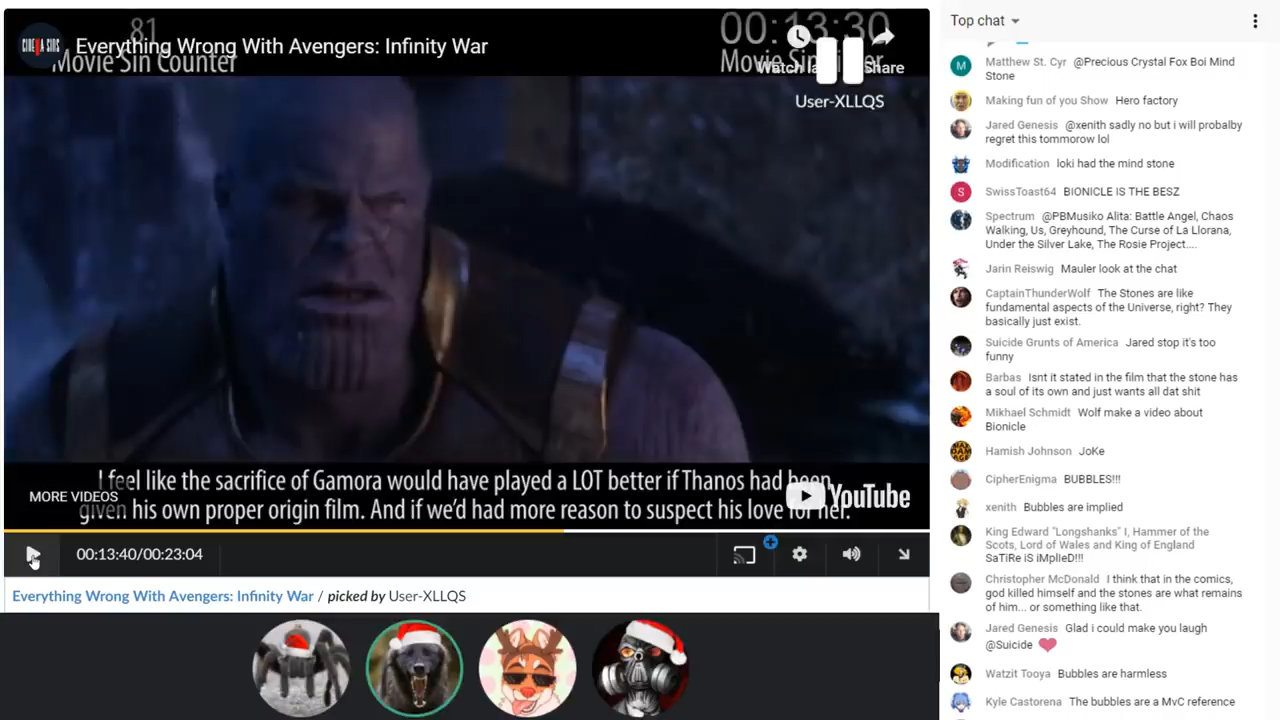 81
00:13:30
CINEMA SINS
Everything Wrong With Avengers: Infinity War
Movie Sin Counter
Movie Sin Timer
Share
User-XLLQS
I feel like the sacrifice of Gamora would have played a LOT better if Thanos had been
given his own proper origin film. And if we'd had more reason to suspect his love for her.
MORE VIDEOS
YouTube
00:13:40/00:23:04
Everything Wrong With Avengers: Infinity War / picked by User-XLLQS
Top chat
M
Matthew St. Cyr @Precious Crystal Fox Boi Mind
Stone
Making fun of you Show Hero factory
Jared Genesis @xenith sadly no but i will probalby
regret this tommorow lol
Modification loki had the mind stone
S
SwissToast64 BIONICLE IS THE BESZ
Spectrum @PBMusiko Alita: Battle Angel, Chaos
Walking, Us, Greyhound, The Curse of La Llorana,
Under the Silver Lake, The Rosie Project....
Jarin Reiswig Mauler look at the chat
CaptainThunderWolf The Stones are like
fundamental aspects of the Universe, right? They
basically just exist.
Suicide Grunts of America Jared stop it's too
funny
Barbas Isnt it stated in the film that the stone has
a soul of its own and just wants all dat shit
Mikhael Schmidt Wolf make a video about
Bionicle
Hamish Johnson JoKe
CipherEnigma BUBBLES!!!
xenith Bubbles are implied
King Edward "Longshanks" I, Hammer of the
Scots, Lord of Wales and King of England
SaTiRe iS iMplIeD!!!
Christopher McDonald I think that in the comics,
god killed himself and the stones are what remains
of him... or something like that.
Jared Genesis Glad i could make you laugh
@Suicide
Watzit Tooya Bubbles are harmless
Kyle Castorena The bubbles are a MvC reference